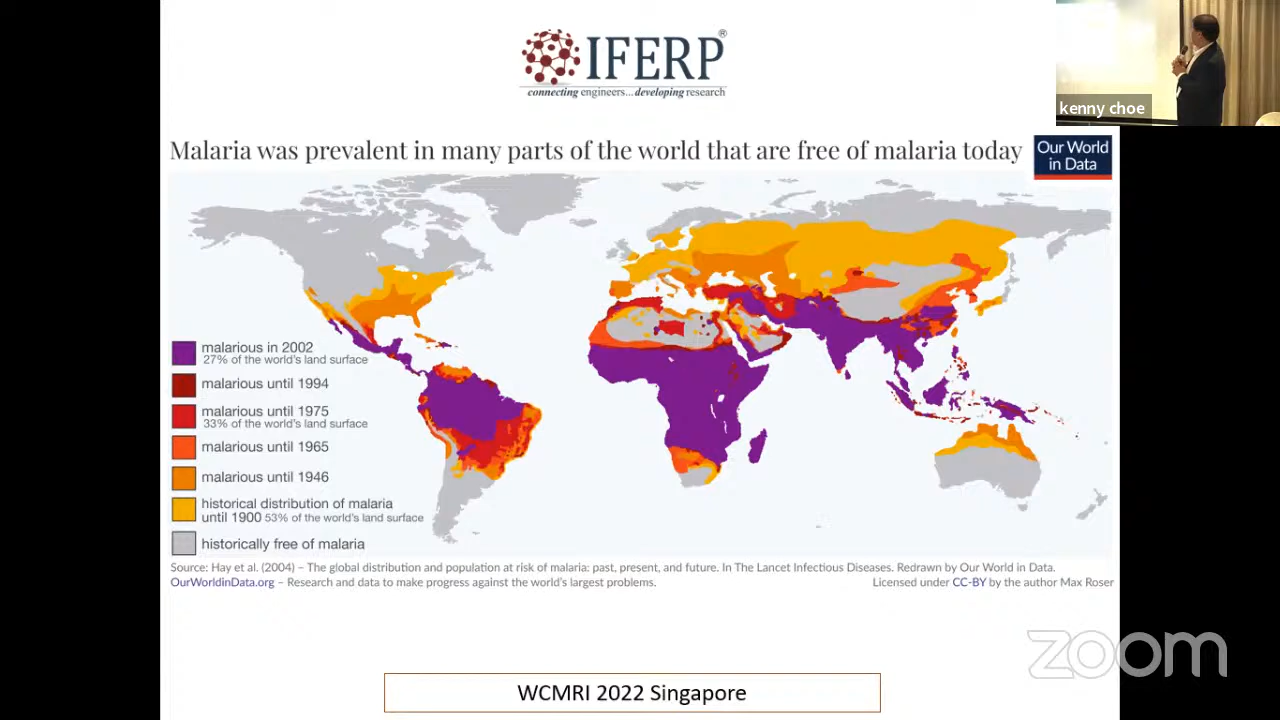 IFERP®
connecting engineers...developing research
kenny choe
Malaria was prevalent in many parts of the world that are free of malaria today
Our World
in Data
malarious in 2002
27% of the world's land surface
malarious until 1994
malarious until 1975
33% of the world's land surface
malarious until 1965
malarious until 1946
historical distribution of malaria
until 1900 53% of the world's land surface
historically free of malaria
Source: Hay et al. (2004) – The global distribution and population at risk of malaria: past, present, and future. In The Lancet Infectious Diseases. Redrawn by Our World in Data.
OurWorldinData.org – Research and data to make progress against the world's largest problems.
Licensed under CC-BY by the author Max Roser
zoom
WCMRI 2022 Singapore